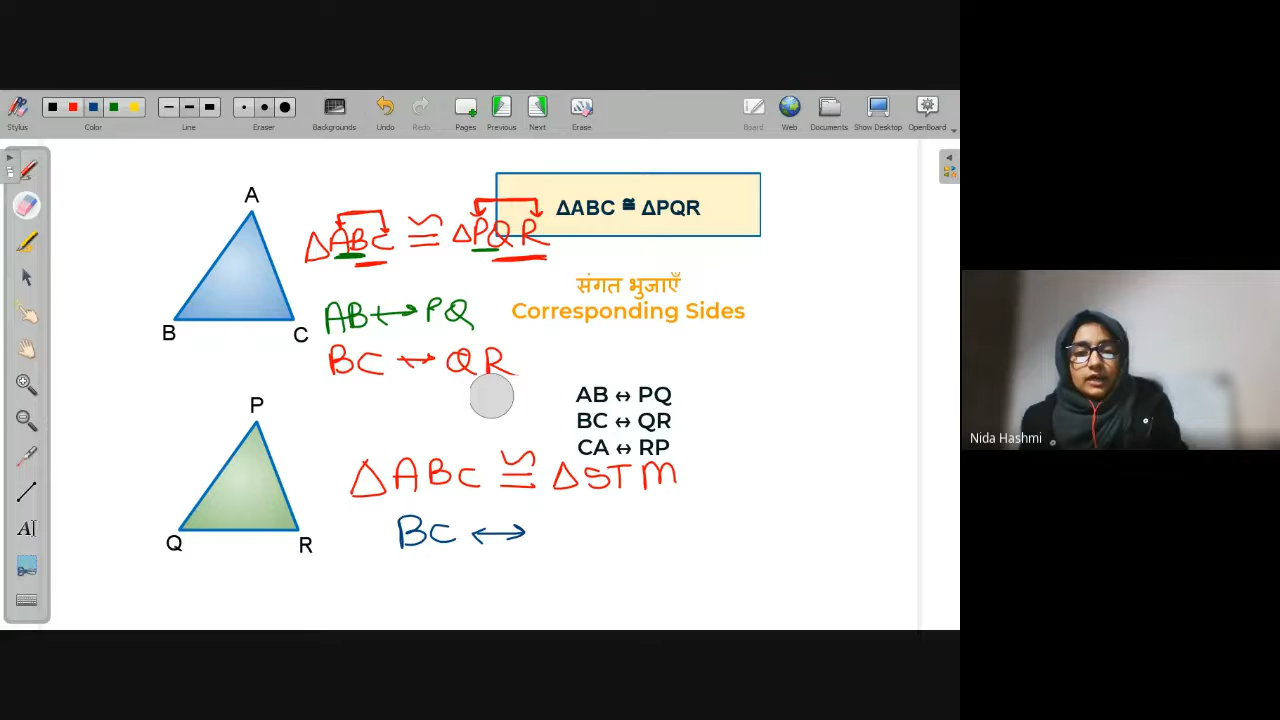 Stylus Color Line Eraser Backgrounds Undo Redo Pages Previous Next Erase Board Web Documents Show Desktop OpenBoard
A
ΔABC ≅ ΔPQR
ΔABC ≅ ΔPQR
संगत भुजाएँ
Corresponding Sides
AB ↔ PQ
B
C
BC ↔ QR
AB ↔ PQ
BC ↔ QR
CA ↔ RP
P
ΔABC ≅ ΔSTM
BC ↔
Q
R
Nida Hashmi